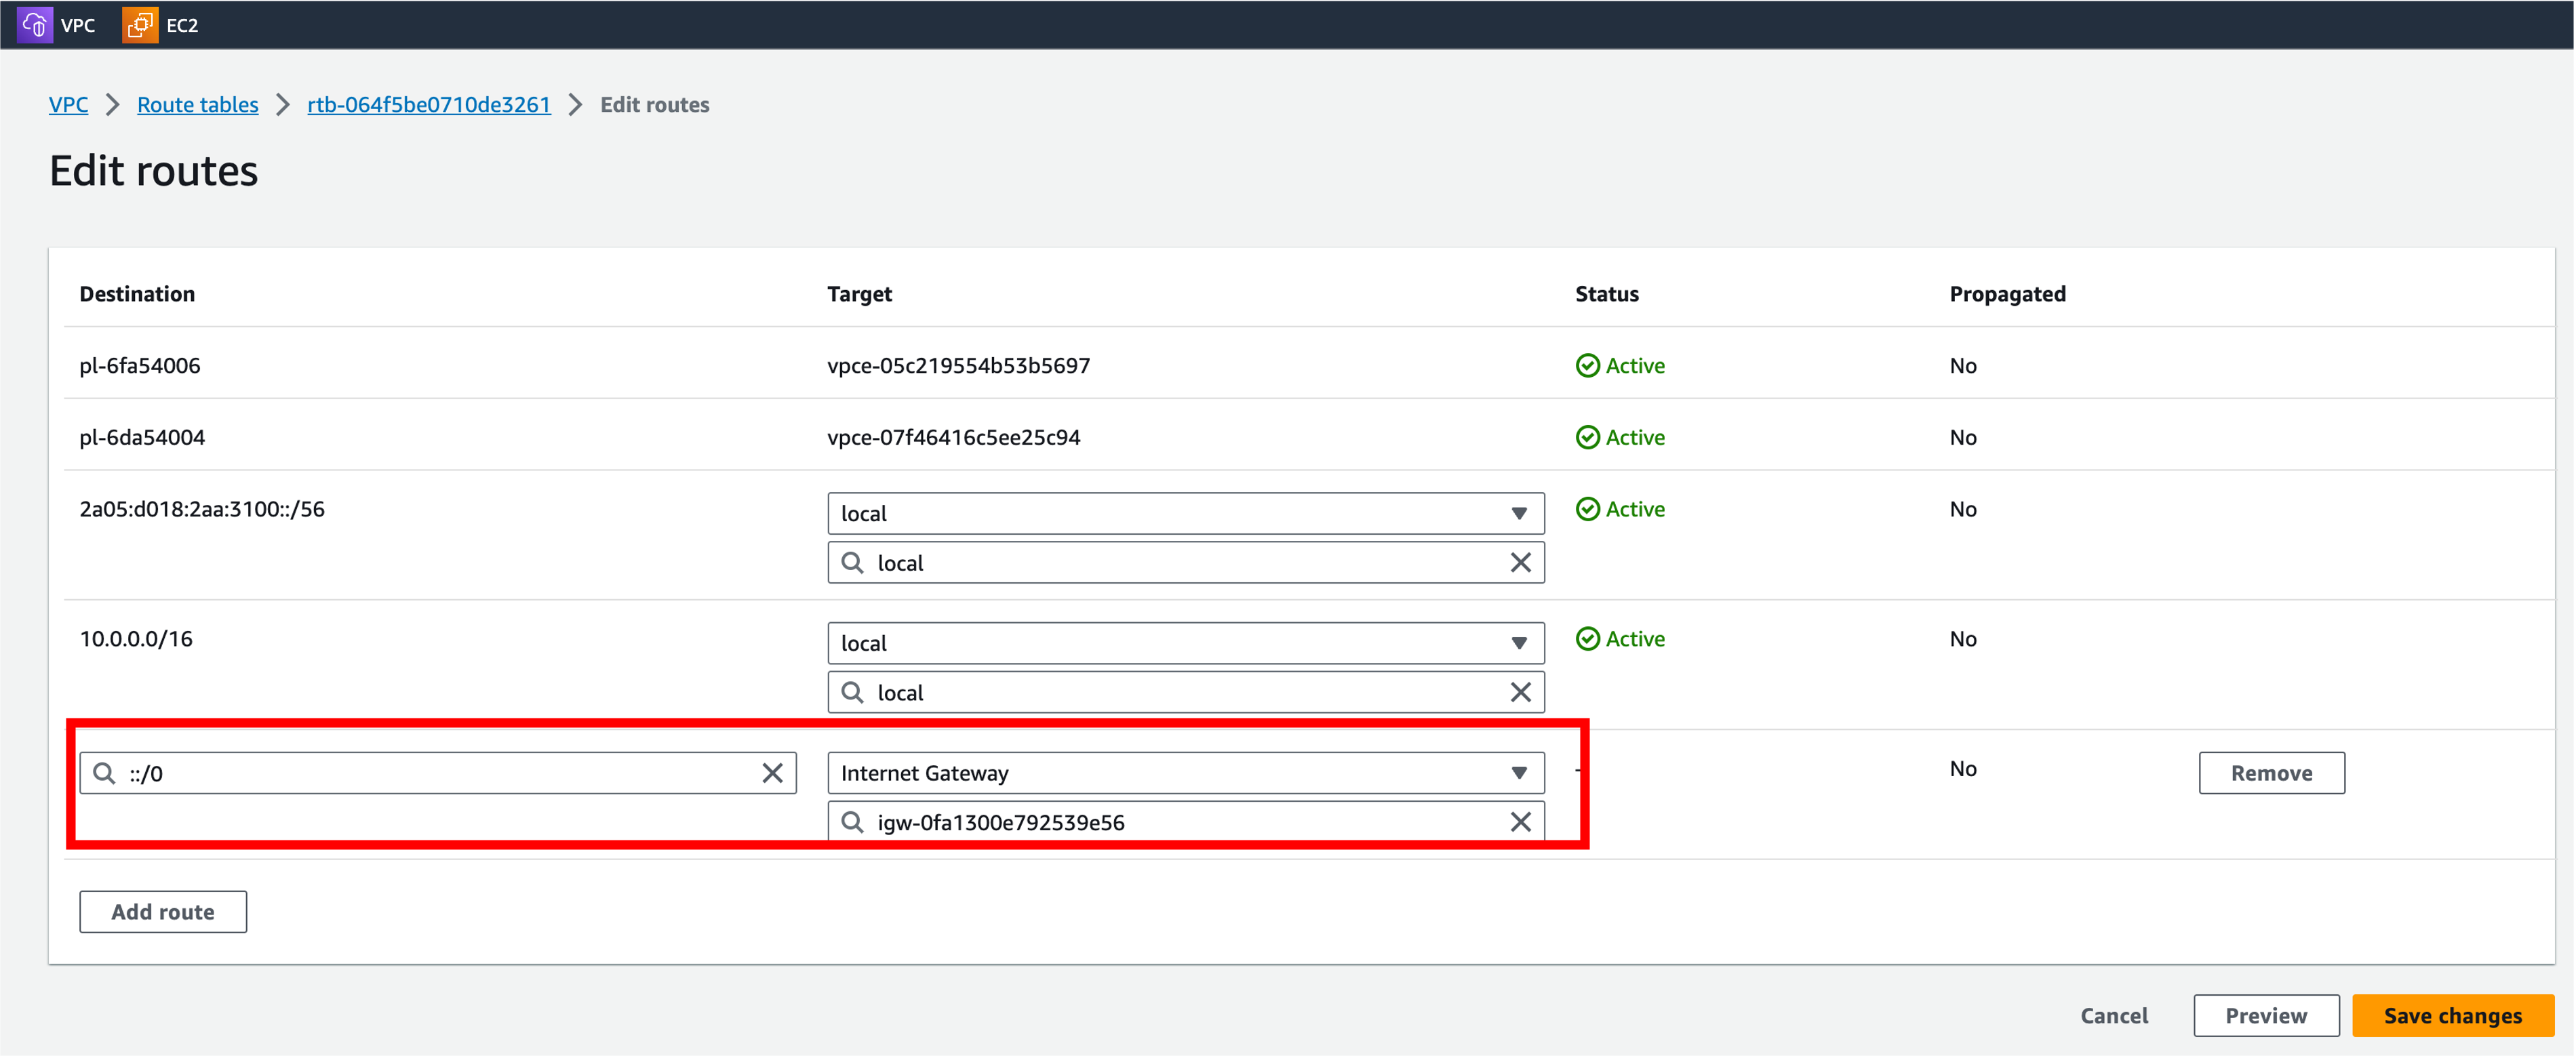 VPC EC2
VPC Route tables rtb-064f5be0710de3261 Edit routes
Edit routes
Destination Target Status Propagated
pl-6fa54006 vpce-05c219554b53b5697 Active No
pl-6da54004 vpce-07f46416c5ee25c94 Active No
2a05:d018:2aa:3100::/56 local Active No
local
10.0.0.0/16 local Active No
local
::/0 Internet Gateway - No Remove
igw-0fa1300e792539e56
Add route
Cancel Preview Save changes